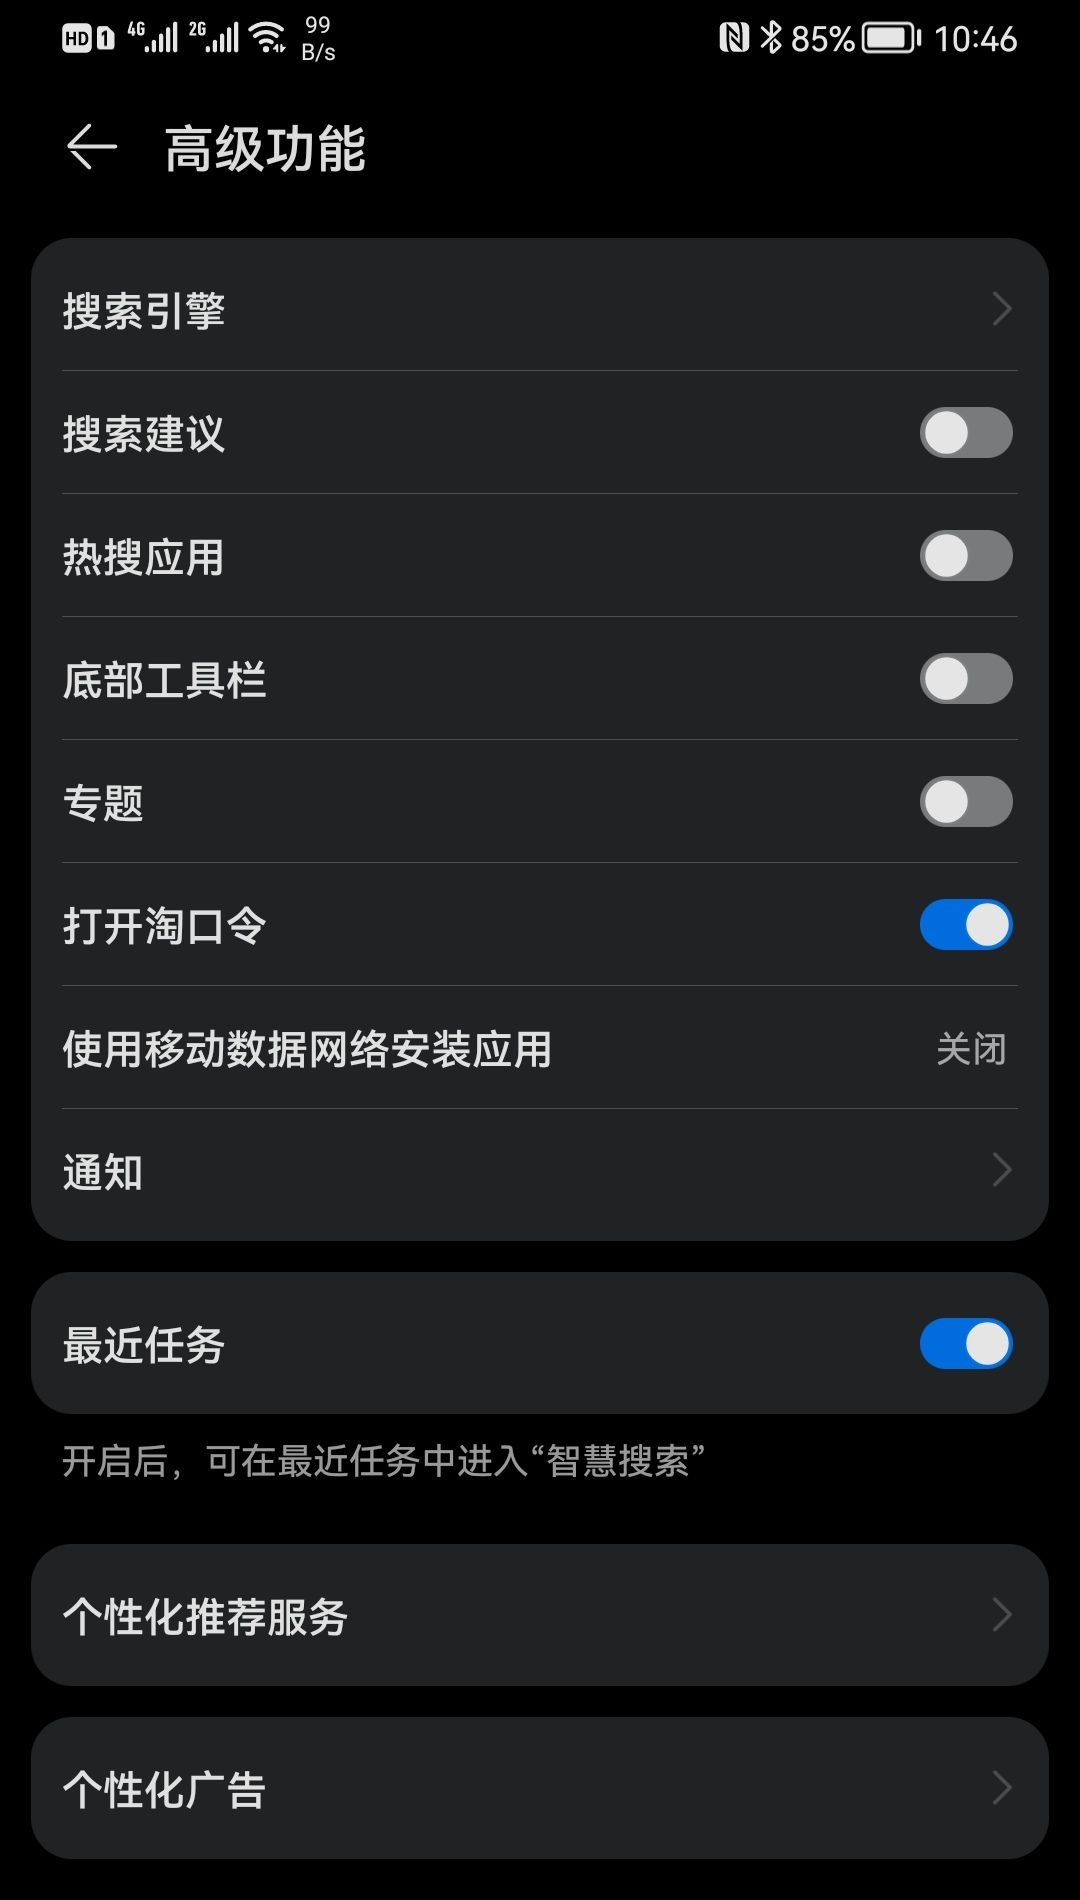 HD 1 4G 2G 99 B/s 85% 10:46
高级功能
搜索引擎
搜索建议
热搜应用
底部工具栏
专题
打开淘口令
使用移动数据网络安装应用 关闭
通知
最近任务
开启后，可在最近任务中进入“智慧搜索”
个性化推荐服务
个性化广告